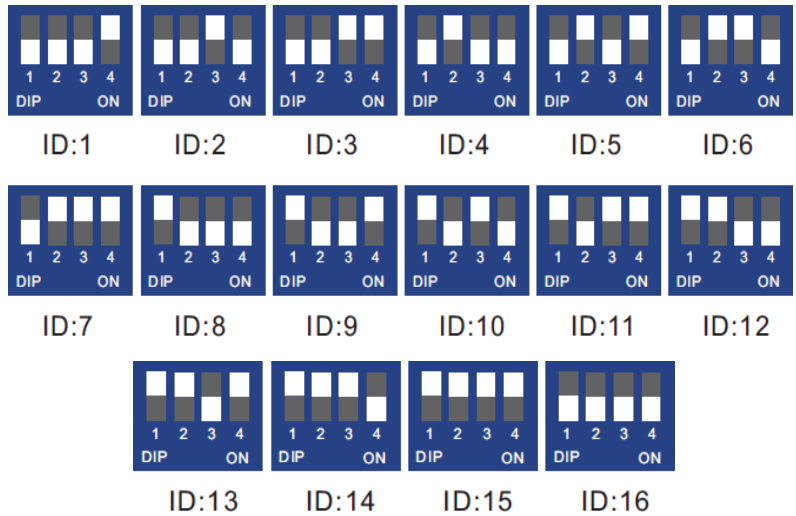 1 2 3 4 1 2 3 4 1 2 3 4 1 2 3 4 1 2 3 4 1 2 3 4
DIP ON DIP ON DIP ON DIP ON DIP ON DIP ON
ID:1 ID:2 ID:3 ID:4 ID:5 ID:6
1 2 3 4 1 2 3 4 1 2 3 4 1 2 3 4 1 2 3 4 1 2 3 4
DIP ON DIP ON DIP ON DIP ON DIP ON DIP ON
ID:7 ID:8 ID:9 ID:10 ID:11 ID:12
1 2 3 4 1 2 3 4 1 2 3 4 1 2 3 4
DIP ON DIP ON DIP ON DIP ON
ID:13 ID:14 ID:15 ID:16